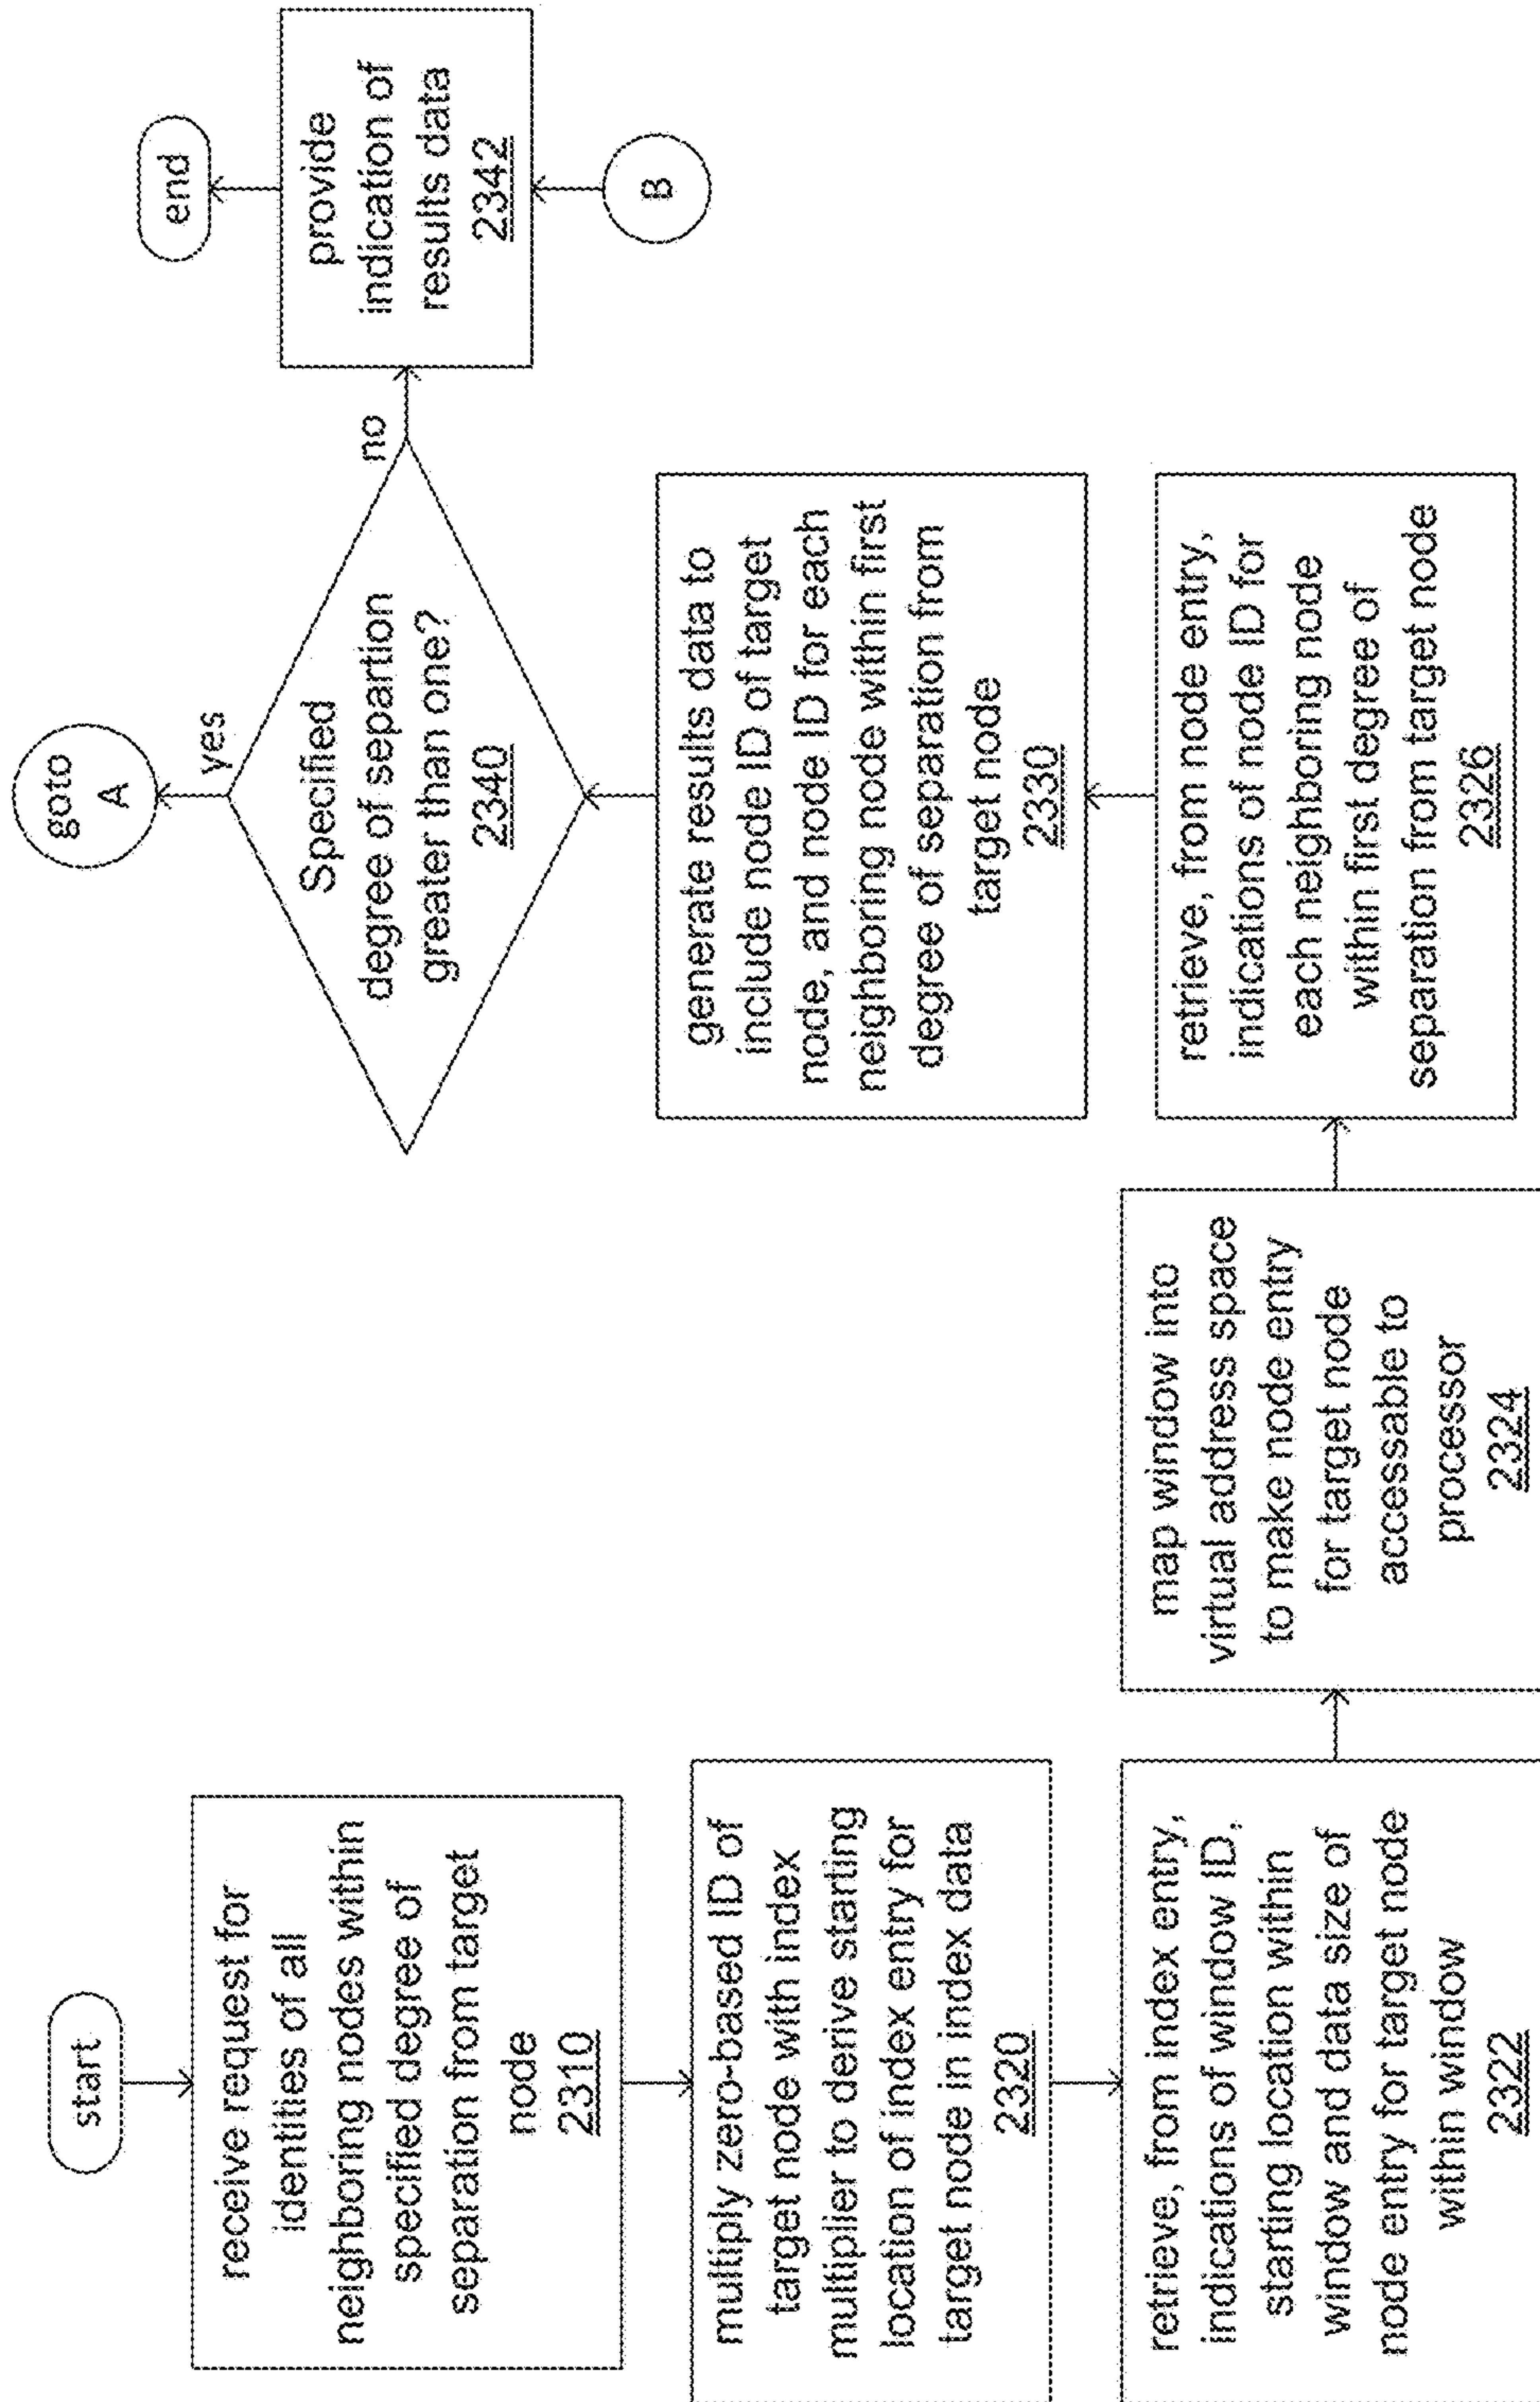 start
receive request for
identities of all
neighboring nodes within
specified degree of
separation from target
node
2310
multiply zero-based ID of
target node with index
multiplier to derive starting
location of index entry for
target node in index data
2320
retrieve, from index entry,
indications of window ID,
starting location within
window and data size of
node entry for target node
within window
2322
map window into
virtual address space
to make node entry
for target node
accessable to
processor
2324
retrieve, from node entry,
indications of node ID for
each neighboring node
within first degree of
separation from target node
2326
generate results data to
include node ID of target
node, and node ID for each
neighboring node within first
degree of separation from
target node
2330
Specified
degree of separtion
greater than one?
2340
yes
goto
A
no
provide
indication of
results data
2342
B
end